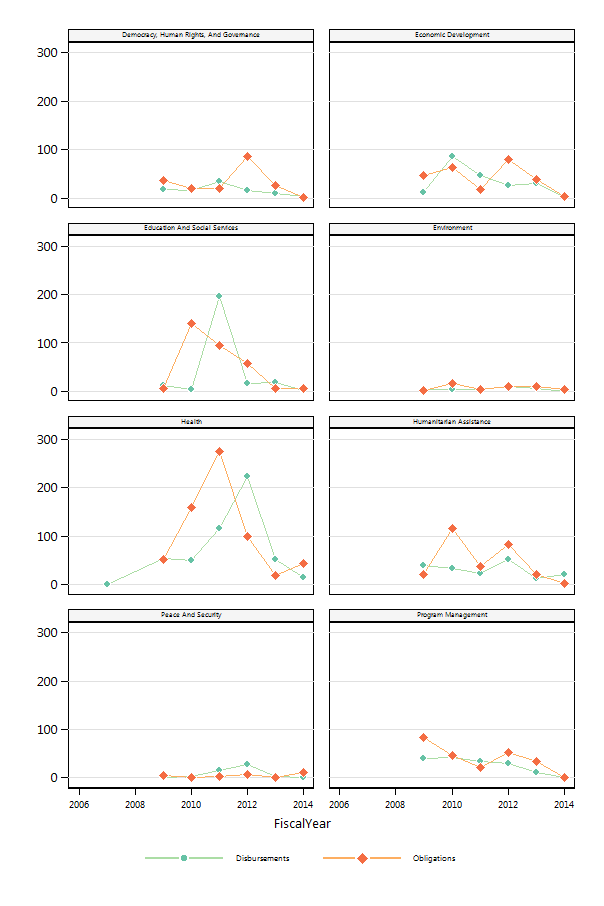 Democracy, Human Rights, And Governance
Economic Development
300
200
100
0
Education And Social Services
Environment
300
200
100
0
Health
Humanitarian Assistance
300
200
100
0
Peace And Security
Program Management
300
200
100
0
2006 2008 2010 2012 2014 2006 2008 2010 2012 2014
FiscalYear
Disbursements Obligations